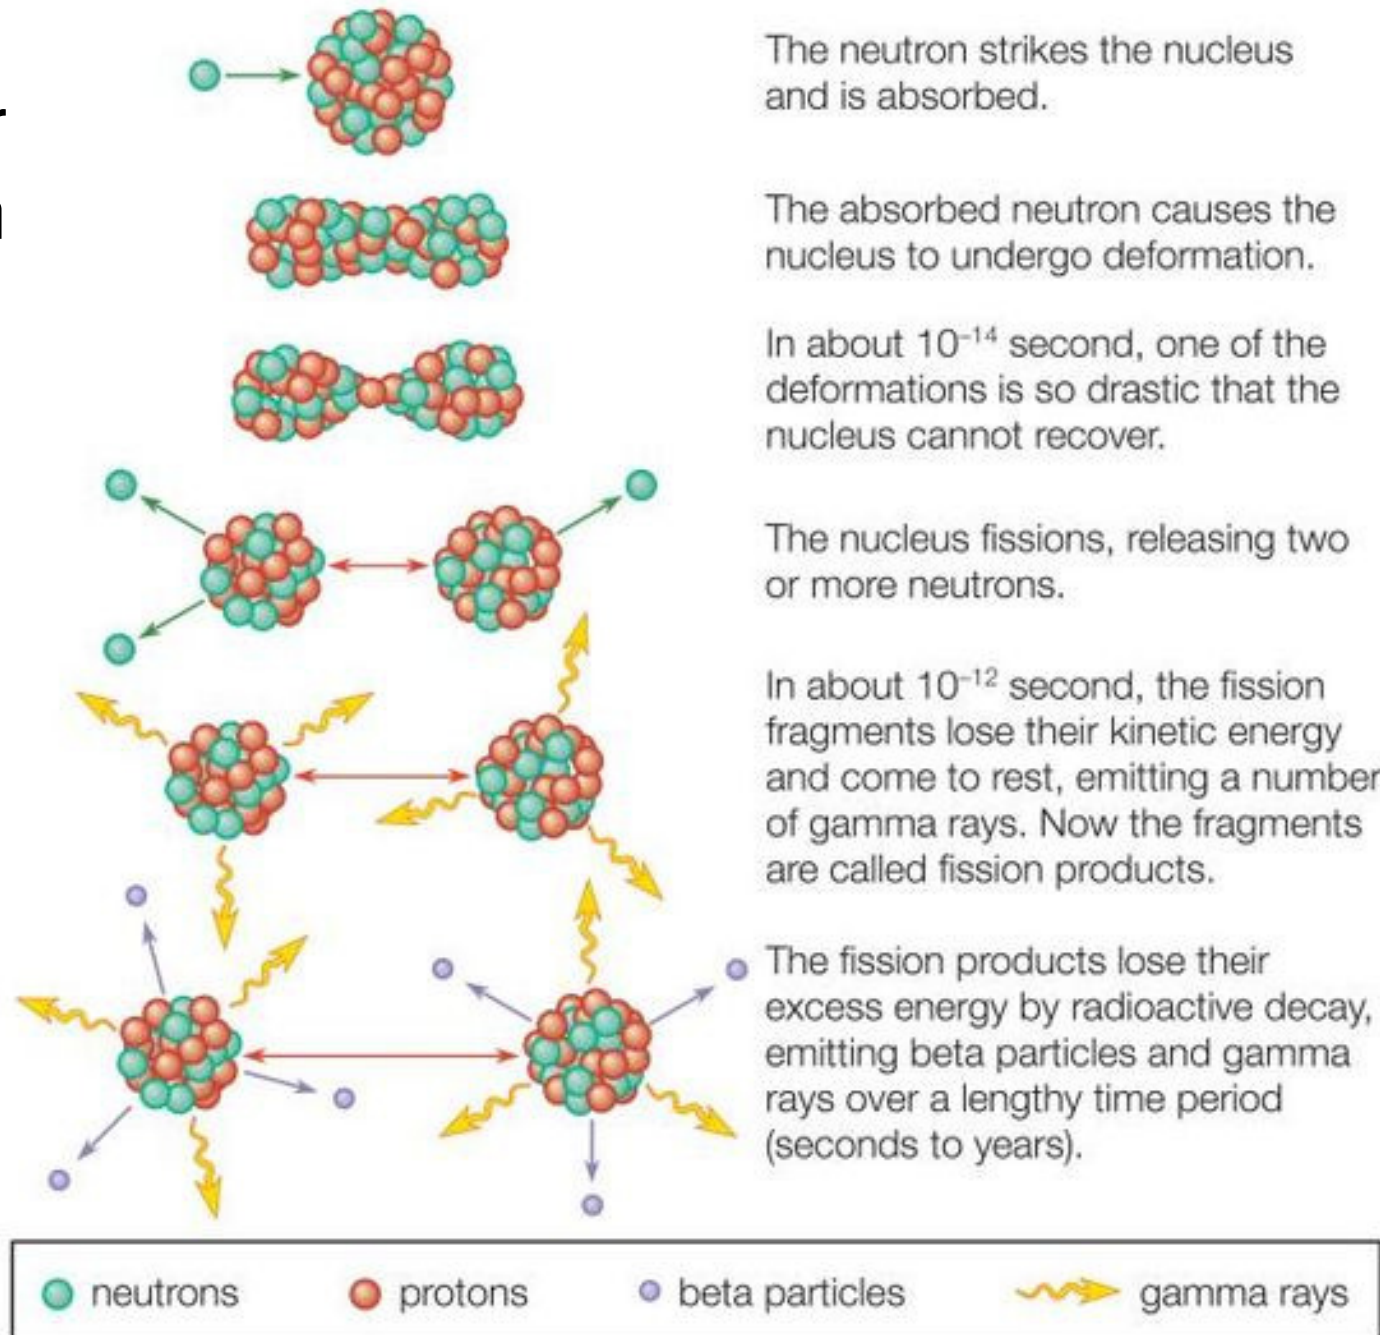 r
n
The neutron strikes the nucleus
and is absorbed.
The absorbed neutron causes the
nucleus to undergo deformation.
In about 10⁻¹⁴ second, one of the
deformations is so drastic that the
nucleus cannot recover.
The nucleus fissions, releasing two
or more neutrons.
In about 10⁻¹² second, the fission
fragments lose their kinetic energy
and come to rest, emitting a number
of gamma rays. Now the fragments
are called fission products.
The fission products lose their
excess energy by radioactive decay,
emitting beta particles and gamma
rays over a lengthy time period
(seconds to years).
neutrons protons beta particles gamma rays